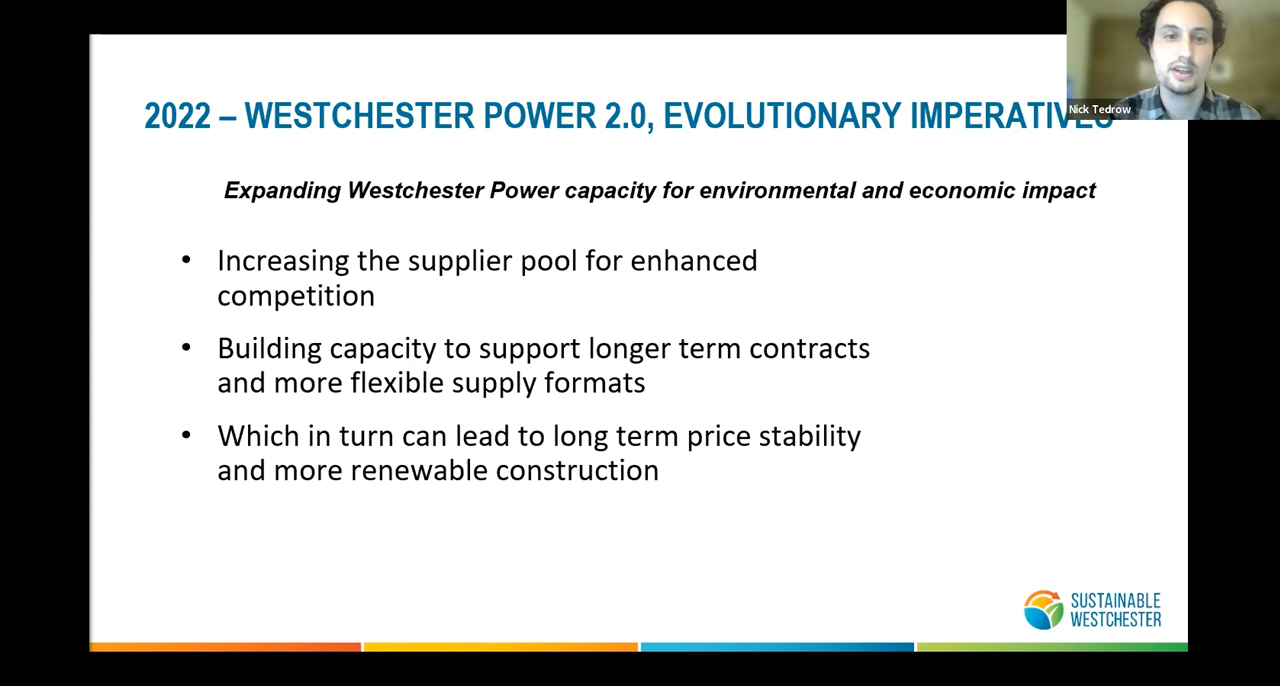 2022 – WESTCHESTER POWER 2.0, EVOLUTIONARY IMPERATIVES
Nick Tedrow
Expanding Westchester Power capacity for environmental and economic impact
• Increasing the supplier pool for enhanced
competition
• Building capacity to support longer term contracts
and more flexible supply formats
• Which in turn can lead to long term price stability
and more renewable construction
SUSTAINABLE
WESTCHESTER